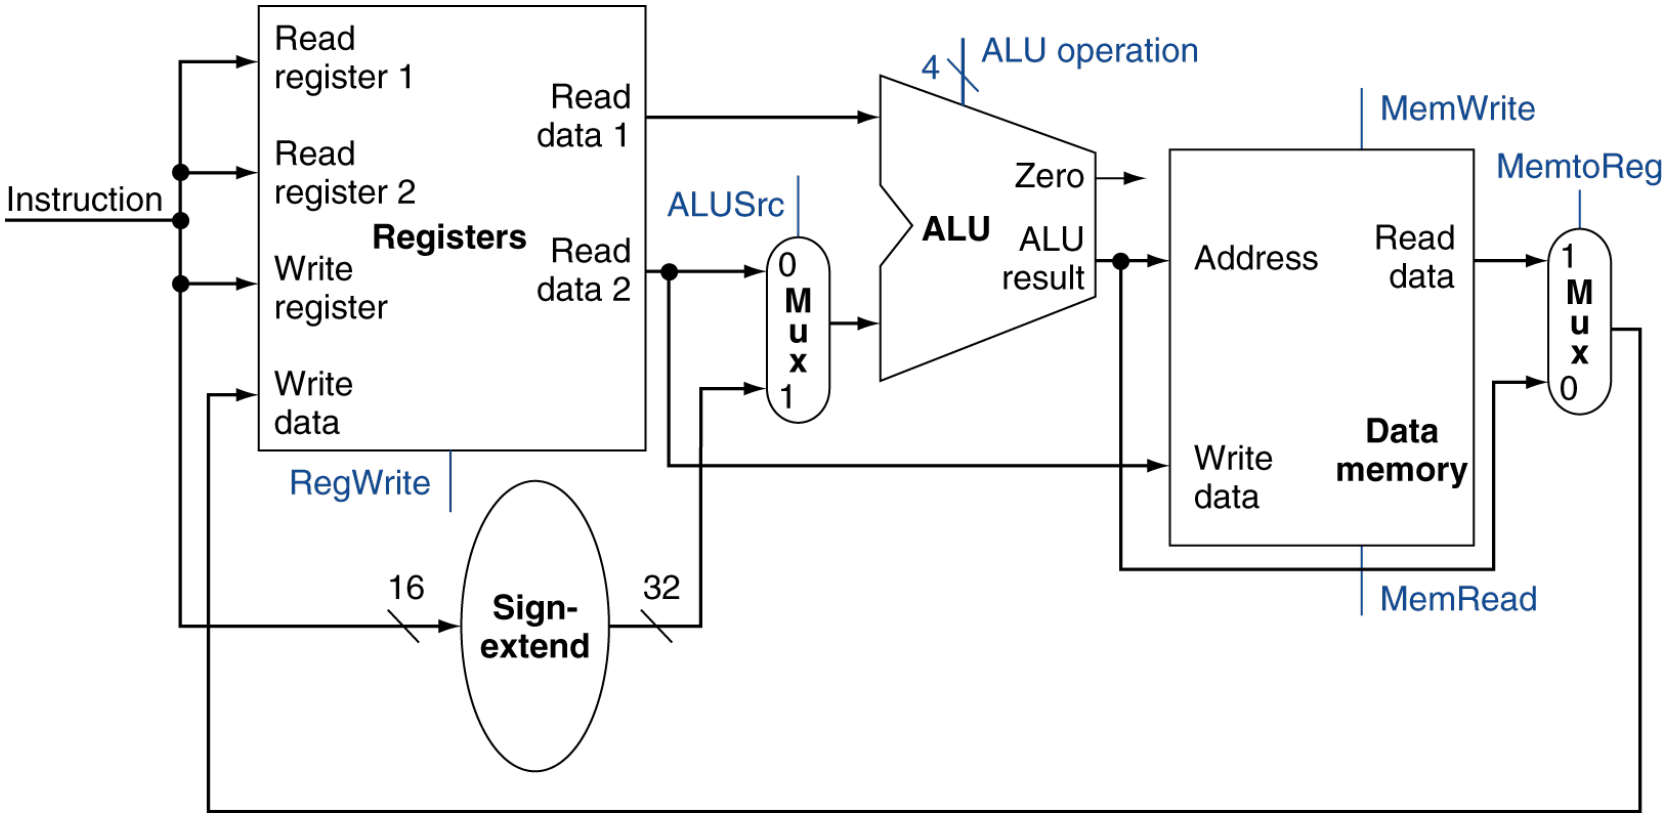 Instruction
Read
register 1
Read
register 2
Registers
Write
register
Write
data
Read
data 1
Read
data 2
RegWrite
16
Sign-
extend
32
ALUSrc
0
M
u
x
1
4
ALU operation
ALU
Zero
ALU
result
MemWrite
Address
Read
data
Write
data
Data
memory
MemRead
MemtoReg
1
M
u
x
0